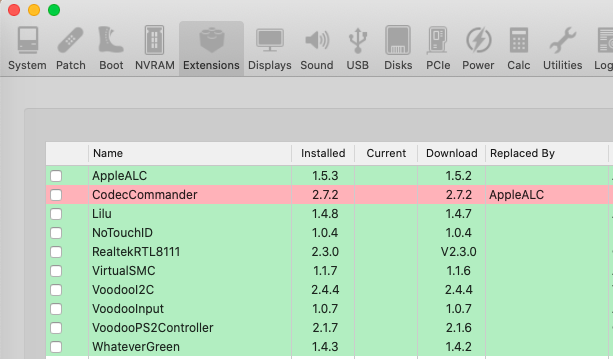 System Patch Boot NVRAM Extensions Displays Sound USB Disks PCIe Power Calc Utilities Log
Name Installed Current Download Replaced By
AppleALC 1.5.3 1.5.2
CodecCommander 2.7.2 2.7.2 AppleALC
Lilu 1.4.8 1.4.7
NoTouchID 1.0.4 1.0.4
RealtekRTL8111 2.3.0 V2.3.0
VirtualSMC 1.1.7 1.1.6
VoodooI2C 2.4.4 2.4.4
VoodooInput 1.0.7 1.0.7
VoodooPS2Controller 2.1.7 2.1.6
WhateverGreen 1.4.3 1.4.2